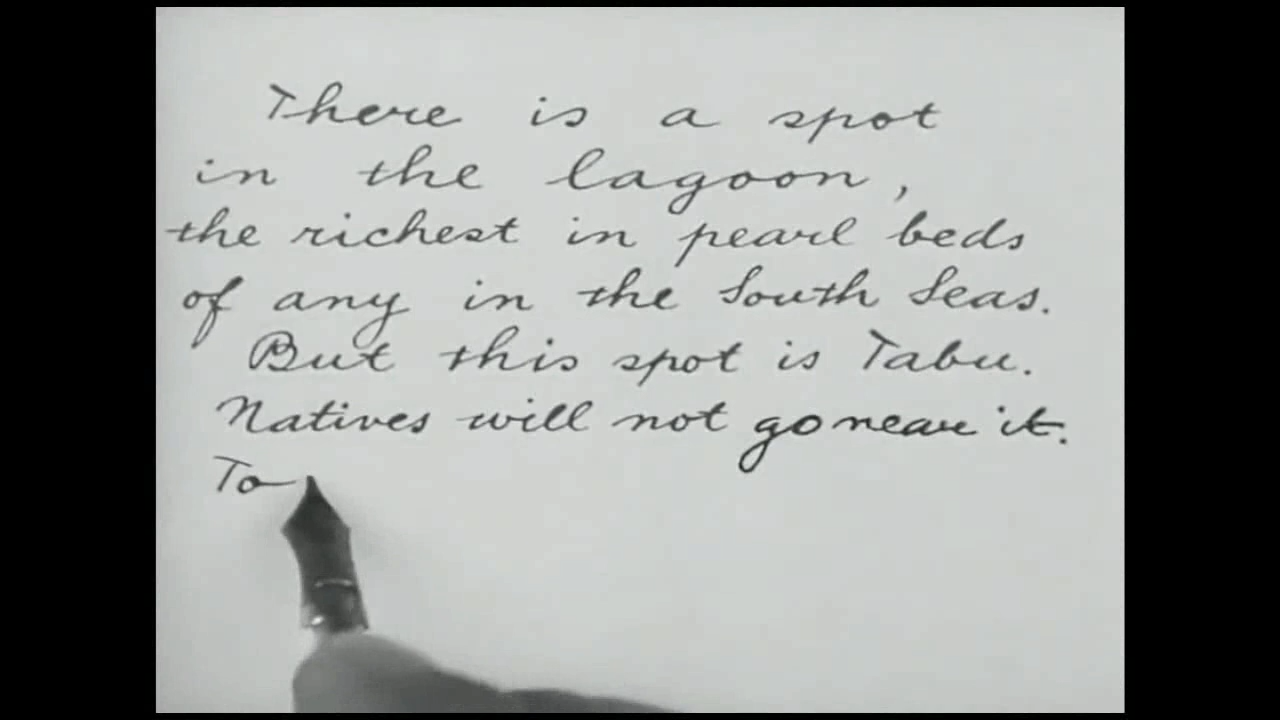 There is a spot
in the lagoon,
the richest in pearl beds
of any in the South Seas.
But this spot is Tabu.
Natives will not go near it.
To